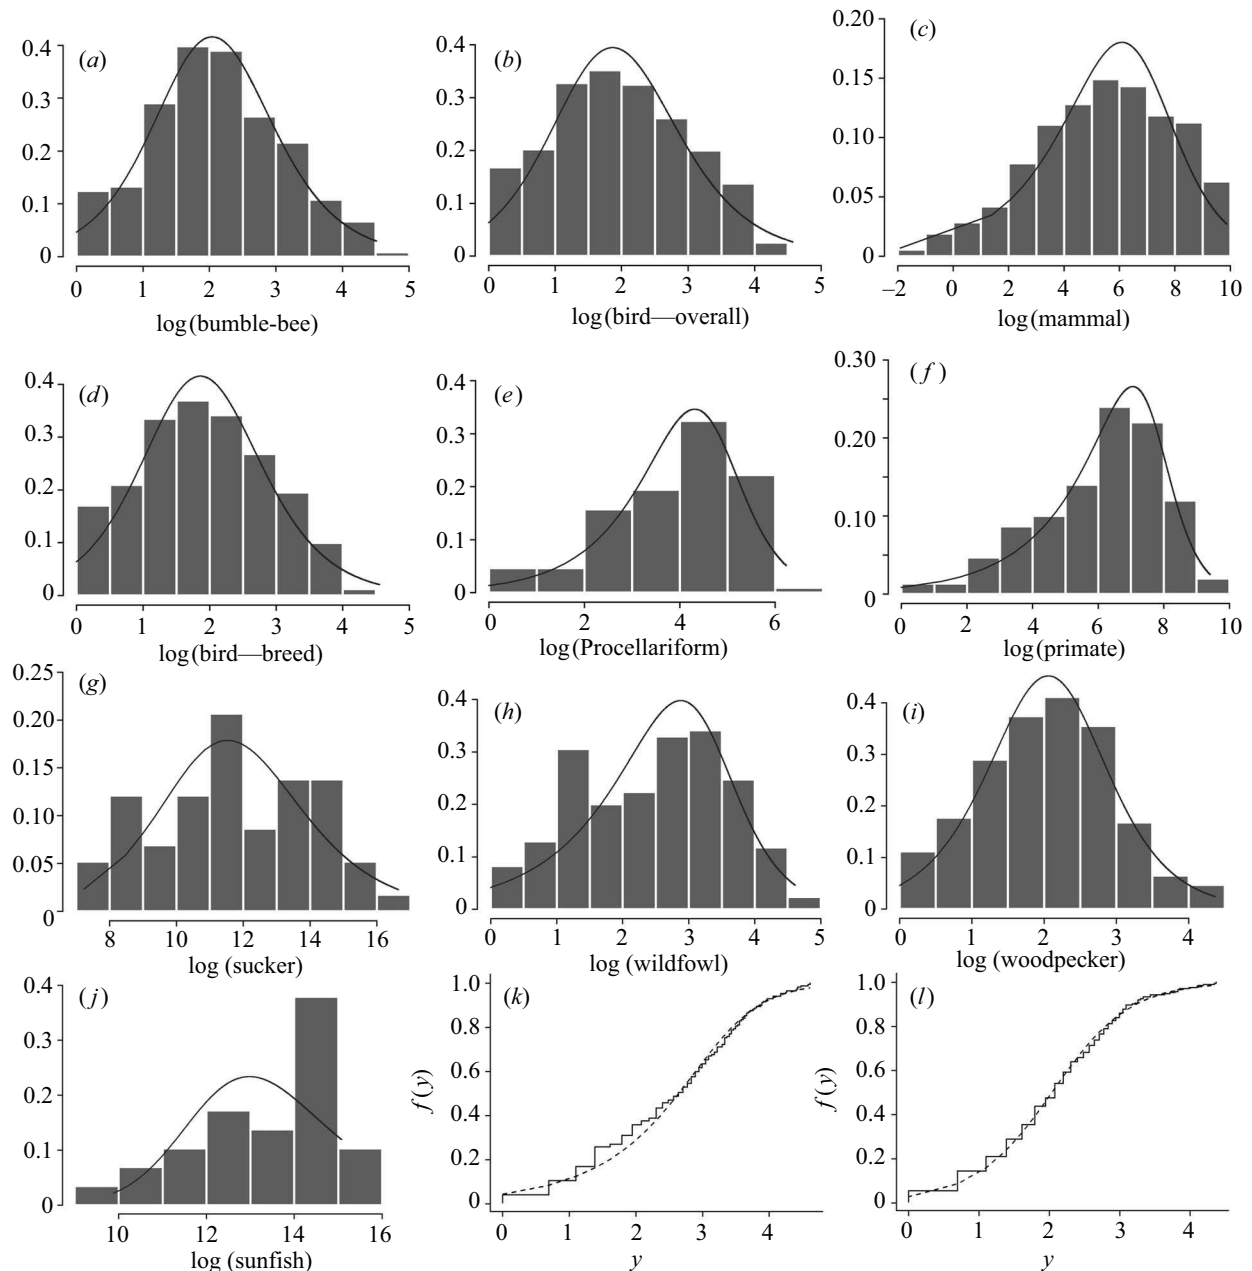 (a)
0.4
0.3
0.2
0.1
0
0 1 2 3 4 5
log (bumble-bee)
(b)
0.4
0.3
0.2
0.1
0
0 1 2 3 4 5
log (bird—overall)
(c)
0.20
0.15
0.10
0.05
0
–2 0 2 4 6 8 10
log (mammal)
(d)
0.4
0.3
0.2
0.1
0
0 1 2 3 4 5
log (bird—breed)
(e)
0.4
0.3
0.2
0.1
0
0 2 4 6
log (Procellariiform)
(f)
0.30
0.20
0.10
0
0 2 4 6 8 10
log (primate)
(g)
0.25
0.20
0.15
0.10
0.05
0
8 10 12 14 16
log (sucker)
(h)
0.4
0.3
0.2
0.1
0
0 1 2 3 4 5
log (wildfowl)
(i)
0.4
0.3
0.2
0.1
0
0 1 2 3 4
log (woodpecker)
(j)
0.4
0.3
0.2
0.1
0
10 12 14 16
log (sunfish)
(k)
1.0
0.8
0.6
0.4
0.2
0
f(y)
0 1 2 3 4
y
(l)
1.0
0.8
0.6
0.4
0.2
0
f(y)
0 1 2 3 4
y